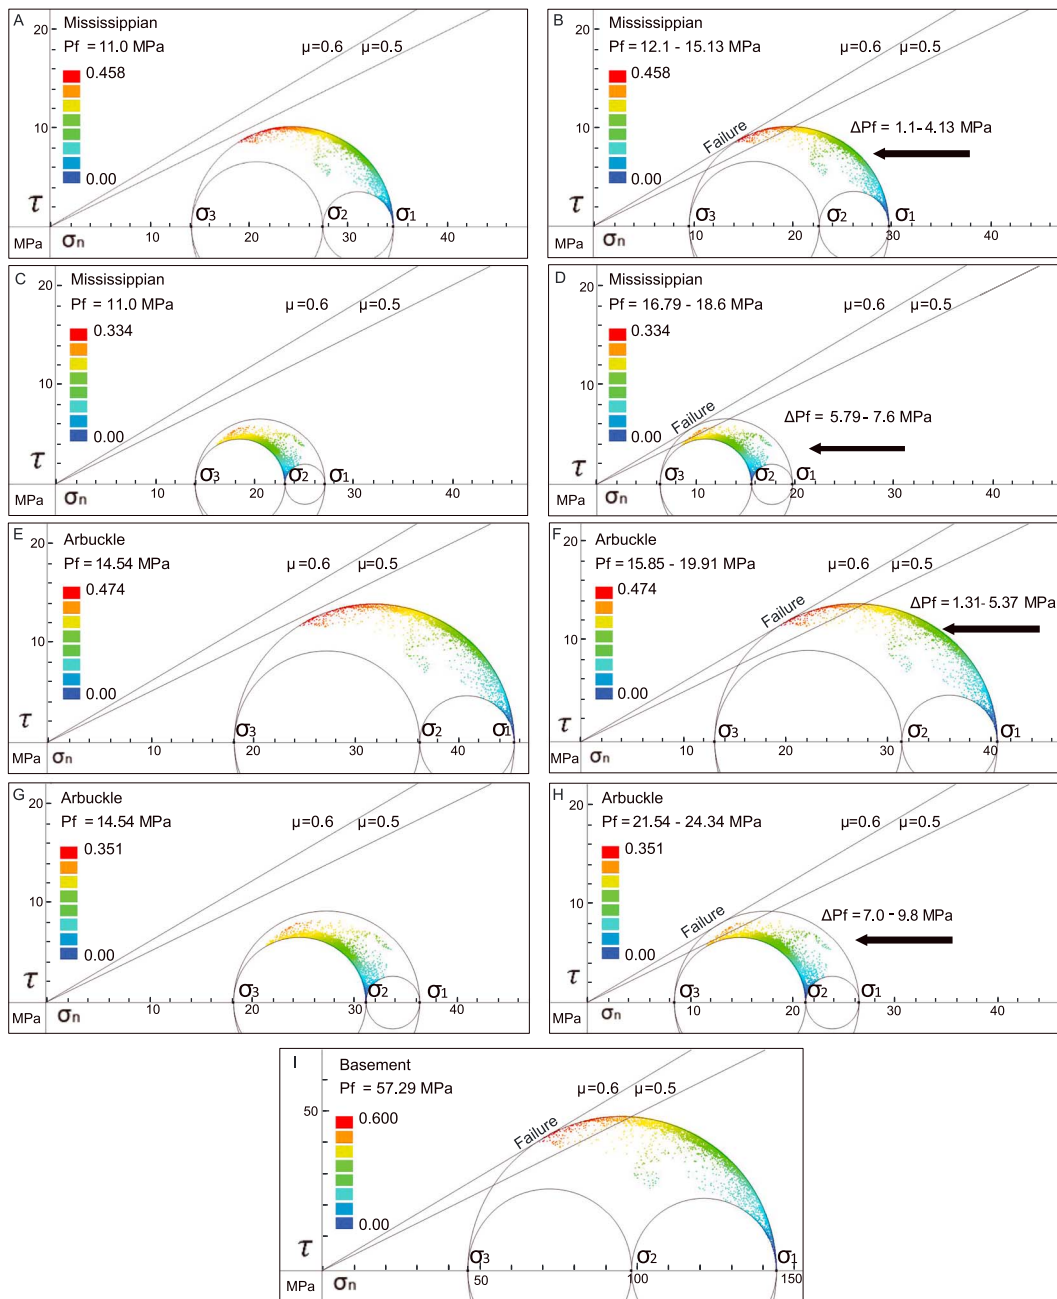 A Mississippian
Pf = 11.0 MPa
μ=0.6 μ=0.5
20
0.458
10
0.00
τ
σ3 σ2 σ1
MPa σn 10 20 30 40
B Mississippian
Pf = 12.1 - 15.13 MPa
μ=0.6 μ=0.5
20
0.458
10
Failure
ΔPf = 1.1- 4.13 MPa
0.00
τ
σ3 σ2 σ1
MPa σn 10 20 30 40
C Mississippian
Pf = 11.0 MPa
μ=0.6 μ=0.5
20
0.334
10
0.00
τ
σ3 σ2 σ1
MPa σn 10 20 30 40
D Mississippian
Pf = 16.79 - 18.6 MPa
μ=0.6 μ=0.5
20
0.334
10
Failure
ΔPf = 5.79- 7.6 MPa
0.00
τ
σ3 σ2 σ1
MPa σn 10 20 30 40
E Arbuckle
Pf = 14.54 MPa
μ=0.6 μ=0.5
20
0.474
10
0.00
τ
σ3 σ2 σ1
MPa σn 10 20 30 40
F Arbuckle
Pf = 15.85 - 19.91 MPa
μ=0.6 μ=0.5
20
0.474
Failure
ΔPf = 1.31- 5.37 MPa
10
0.00
τ
σ3 σ2 σ1
MPa σn 10 20 30 40
G Arbuckle
Pf = 14.54 MPa
μ=0.6 μ=0.5
20
0.351
10
0.00
τ
σ3 σ2 σ1
MPa σn 10 20 30 40
H Arbuckle
Pf = 21.54 - 24.34 MPa
μ=0.6 μ=0.5
20
0.351
10
Failure
ΔPf = 7.0 - 9.8 MPa
0.00
τ
σ3 σ2 σ1
MPa σn 10 20 30 40
I Basement
Pf = 57.29 MPa
μ=0.6 μ=0.5
50
0.600
Failure
0.00
τ
σ3 σ2 σ1
MPa σn 50 100 150